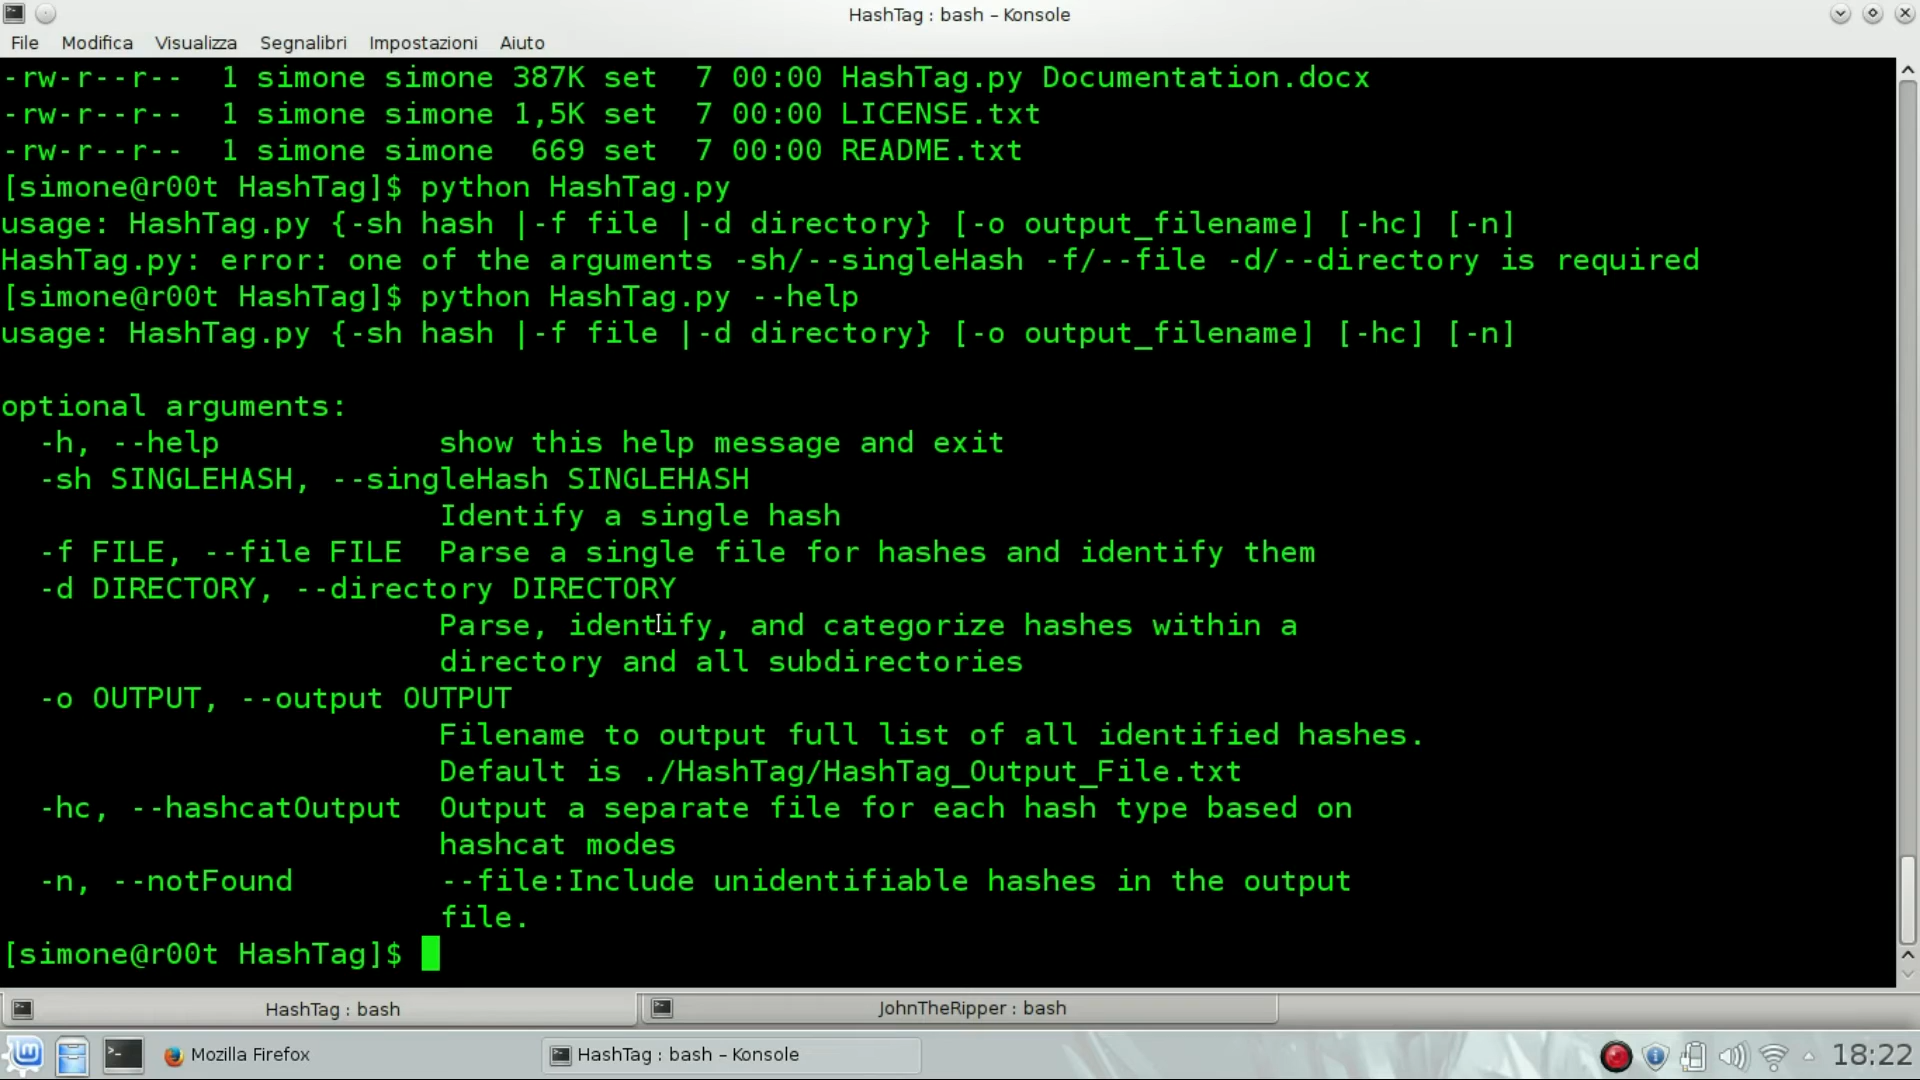 HashTag : bash – Konsole
File Modifica Visualizza Segnalibri Impostazioni Aiuto
-rw-r--r-- 1 simone simone 387K set 7 00:00 HashTag.py Documentation.docx
-rw-r--r-- 1 simone simone 1,5K set 7 00:00 LICENSE.txt
-rw-r--r-- 1 simone simone 669 set 7 00:00 README.txt
[simone@r00t HashTag]$ python HashTag.py
usage: HashTag.py {-sh hash |-f file |-d directory} [-o output_filename] [-hc] [-n]
HashTag.py: error: one of the arguments -sh/--singleHash -f/--file -d/--directory is required
[simone@r00t HashTag]$ python HashTag.py --help
usage: HashTag.py {-sh hash |-f file |-d directory} [-o output_filename] [-hc] [-n]
optional arguments:
-h, --help show this help message and exit
-sh SINGLEHASH, --singleHash SINGLEHASH
Identify a single hash
-f FILE, --file FILE Parse a single file for hashes and identify them
-d DIRECTORY, --directory DIRECTORY
Parse, identify, and categorize hashes within a
directory and all subdirectories
-o OUTPUT, --output OUTPUT
Filename to output full list of all identified hashes.
Default is ./HashTag/HashTag_Output_File.txt
-hc, --hashcatOutput Output a separate file for each hash type based on
hashcat modes
-n, --notFound --file:Include unidentifiable hashes in the output
file.
[simone@r00t HashTag]$
HashTag : bash JohnTheRipper : bash
Mozilla Firefox HashTag : bash – Konsole 18:22